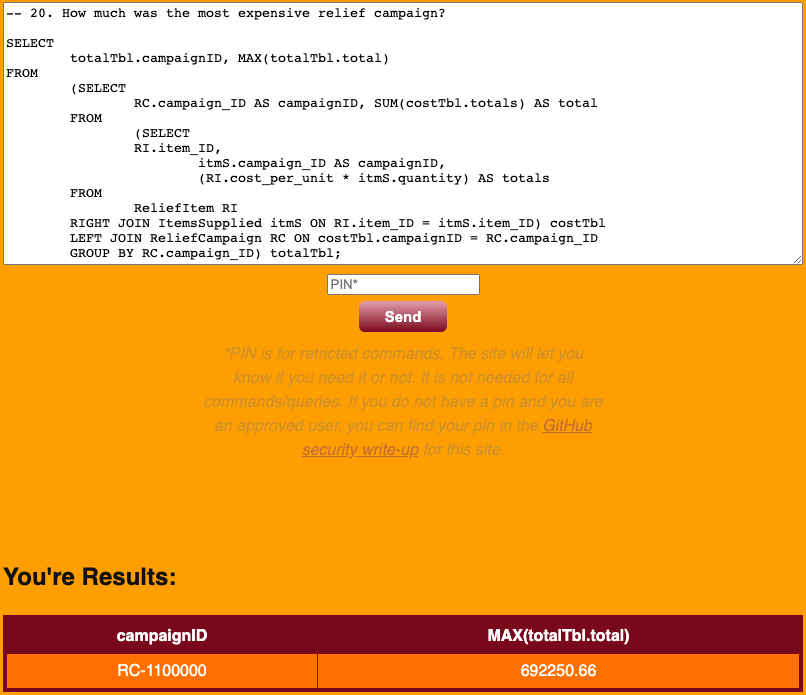 -- 20. How much was the most expensive relief campaign?
SELECT
totalTbl.campaignID, MAX(totalTbl.total)
FROM
(SELECT
RC.campaign_ID AS campaignID, SUM(costTbl.totals) AS total
FROM
(SELECT
RI.item_ID,
itmS.campaign_ID AS campaignID,
(RI.cost_per_unit * itmS.quantity) AS totals
FROM
ReliefItem RI
RIGHT JOIN ItemsSupplied itmS ON RI.item_ID = itmS.item_ID) costTbl
LEFT JOIN ReliefCampaign RC ON costTbl.campaignID = RC.campaign_ID
GROUP BY RC.campaign_ID) totalTbl;
PIN*
Send
*PIN is for retricted commands. The site will let you
know if you need it or not. It is not needed for all
commands/queries. If you do not have a pin and you are
an approved user, you can find your pin in the GitHub
security write-up for this site.
You're Results:
campaignID MAX(totalTbl.total)
RC-1100000 692250.66